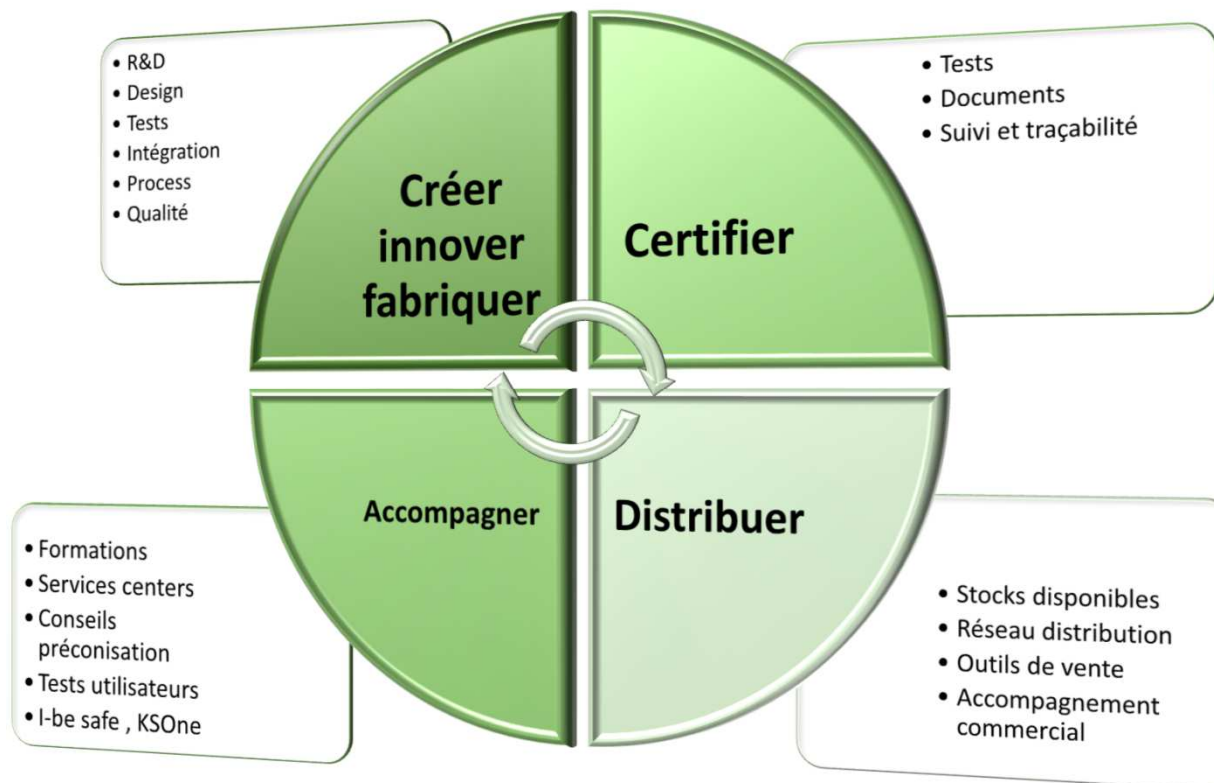 • R&D
• Design
• Tests
• Intégration
• Process
• Qualité
Créer
innover
fabriquer
Certifier
• Tests
• Documents
• Suivi et traçabilité
Accompagner
Distribuer
• Formations
• Services centers
• Conseils
préconisation
• Tests utilisateurs
• I-be safe , KSOne
• Stocks disponibles
• Réseau distribution
• Outils de vente
• Accompagnement
commercial